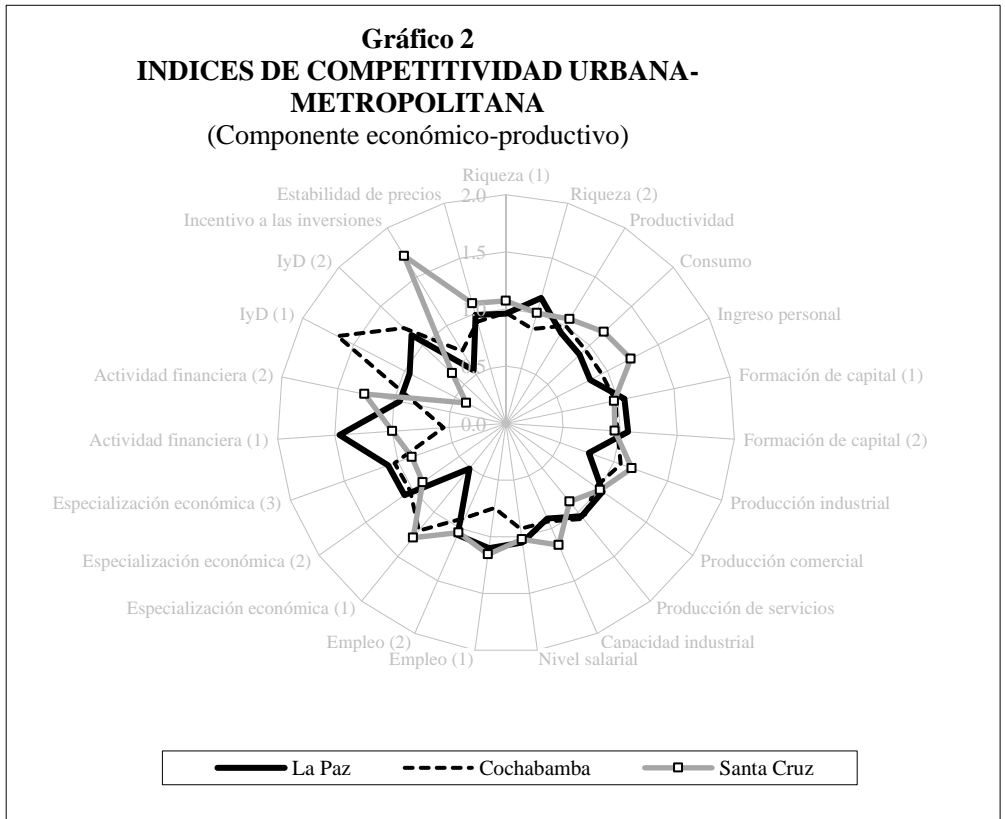 Gráfico 2
INDICES DE COMPETITIVIDAD URBANA-
METROPOLITANA
(Componente económico-productivo)
Riqueza (1)
Riqueza (2)
Productividad
Consumo
Ingreso personal
Formación de capital (1)
Formación de capital (2)
Producción industrial
Producción comercial
Producción de servicios
Capacidad industrial
Nivel salarial
Empleo (1)
Empleo (2)
Especialización económica (1)
Especialización económica (2)
Especialización económica (3)
Actividad financiera (1)
Actividad financiera (2)
IyD (1)
IyD (2)
Incentivo a las inversiones
Estabilidad de precios
2.0
1.5
1.0
0.5
0.0
La Paz
Cochabamba
Santa Cruz